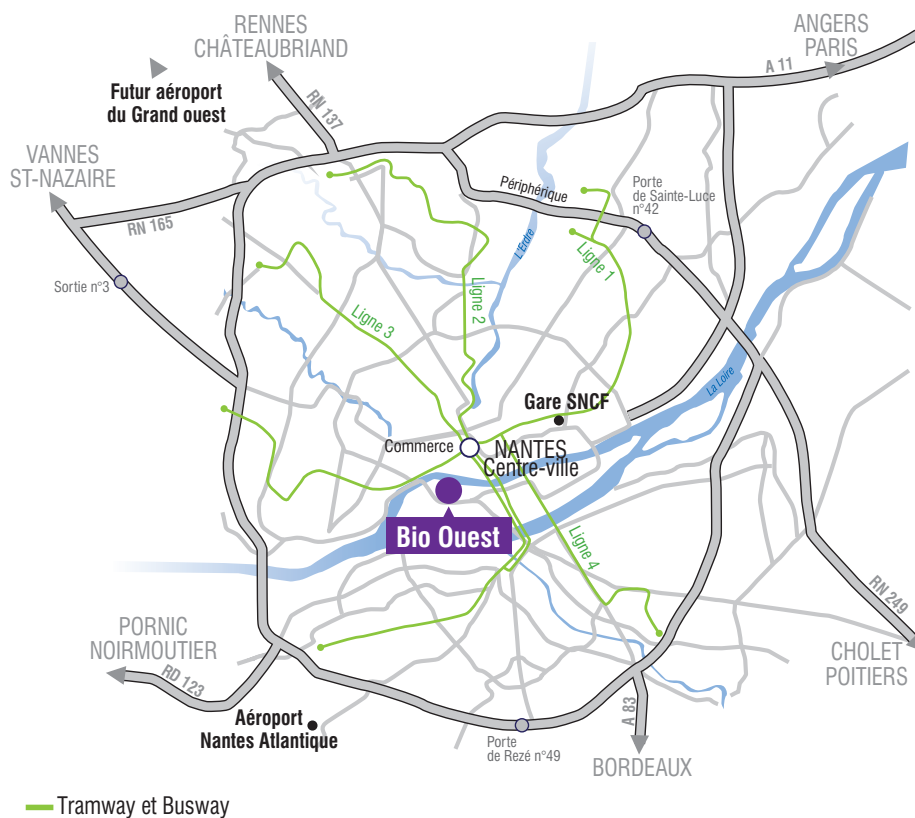 RENNES
CHÂTEAUBRIAND
ANGERS
PARIS
A 11
Futur aéroport
du Grand ouest
RN 137
VANNES
ST-NAZAIRE
Périphérique
Porte
de Sainte-Luce
n°42
RN 165
L'Erdre
Ligne 1
Sortie n°3
Ligne 2
Ligne 3
La Loire
Gare SNCF
Commerce
NANTES
Centre-ville
Bio Ouest
Ligne 4
RN 249
PORNIC
NOIRMOUTIER
CHOLET
POITIERS
RD 123
A 83
Aéroport
Nantes Atlantique
Porte
de Rezé n°49
BORDEAUX
Tramway et Busway